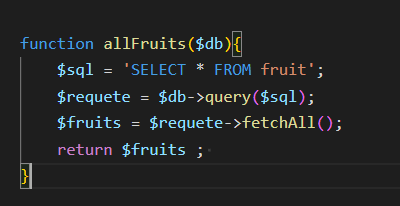 function allFruits($db){
$sql = 'SELECT * FROM fruit';
$requete = $db->query($sql);
$fruits = $requete->fetchAll();
return $fruits ;
}